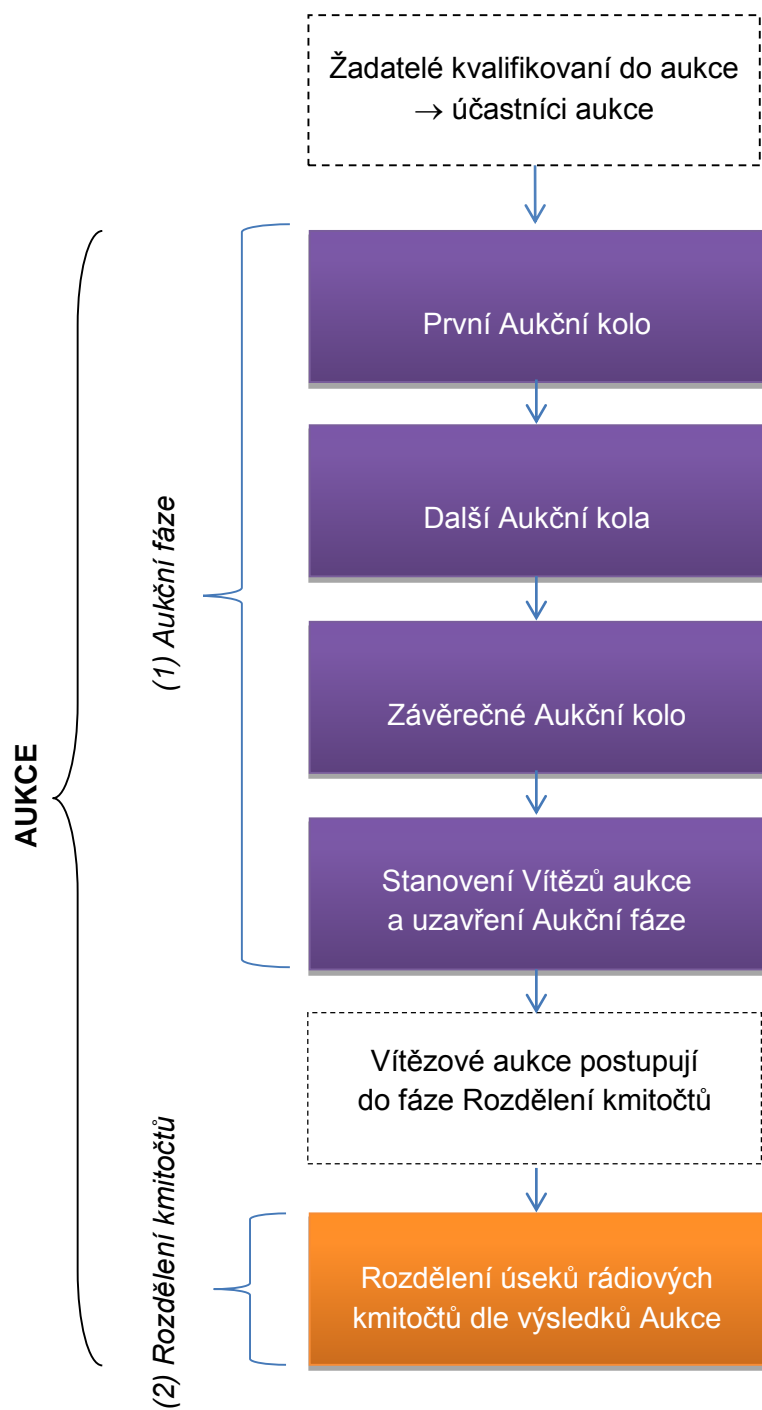 Žadatelé kvalifikovaní do aukce
→ účastníci aukce
AUKCE
(1) Aukční fáze
První Aukční kolo
Další Aukční kola
Závěrečné Aukční kolo
Stanovení Vítězů aukce
a uzavření Aukční fáze
Vítězové aukce postupují
do fáze Rozdělení kmitočtů
(2) Rozdělení kmitočtů
Rozdělení úseků rádiových
kmitočtů dle výsledků Aukce